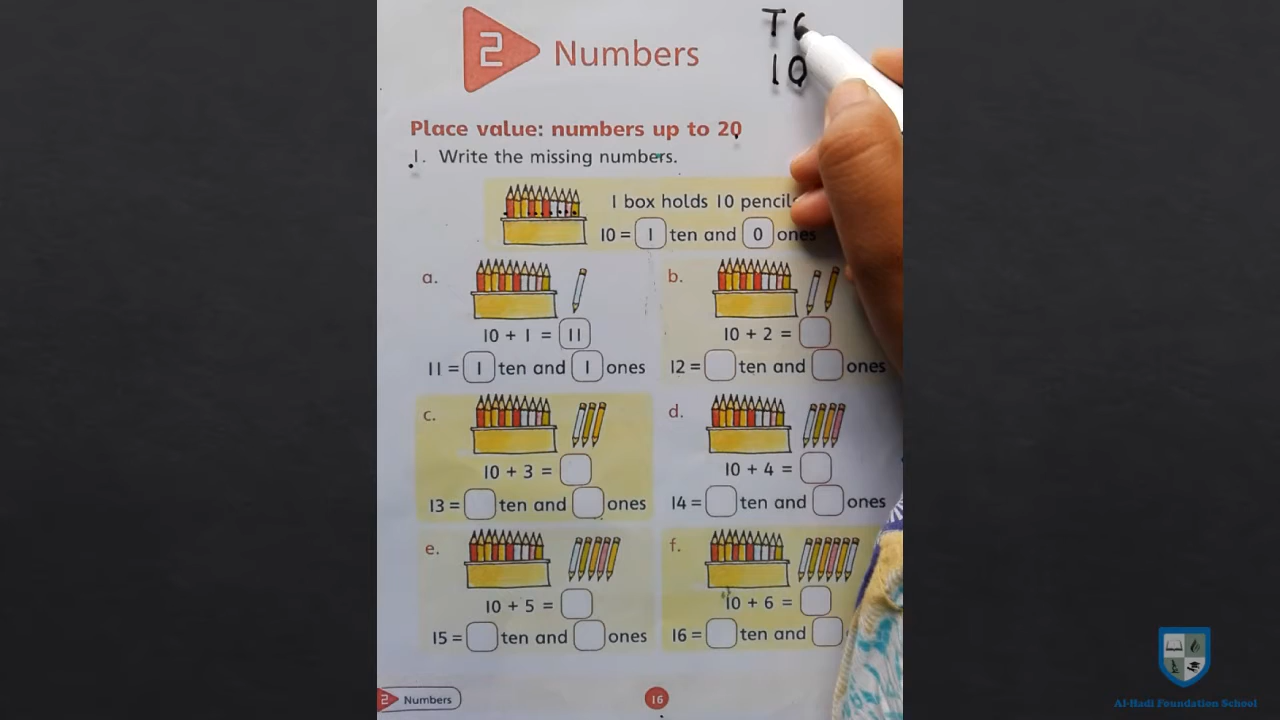 2 Numbers
T
10
Place value: numbers up to 20
1. Write the missing numbers.
1 box holds 10 pencils
10 = 1 ten and 0 ones
a.
10 + 1 = 11
11 = 1 ten and 1 ones
b.
10 + 2 =
12 = ten and ones
c.
10 + 3 =
13 = ten and ones
d.
10 + 4 =
14 = ten and ones
e.
10 + 5 =
15 = ten and ones
f.
10 + 6 =
16 = ten and
2 Numbers
16
Al-Hadi Foundation School